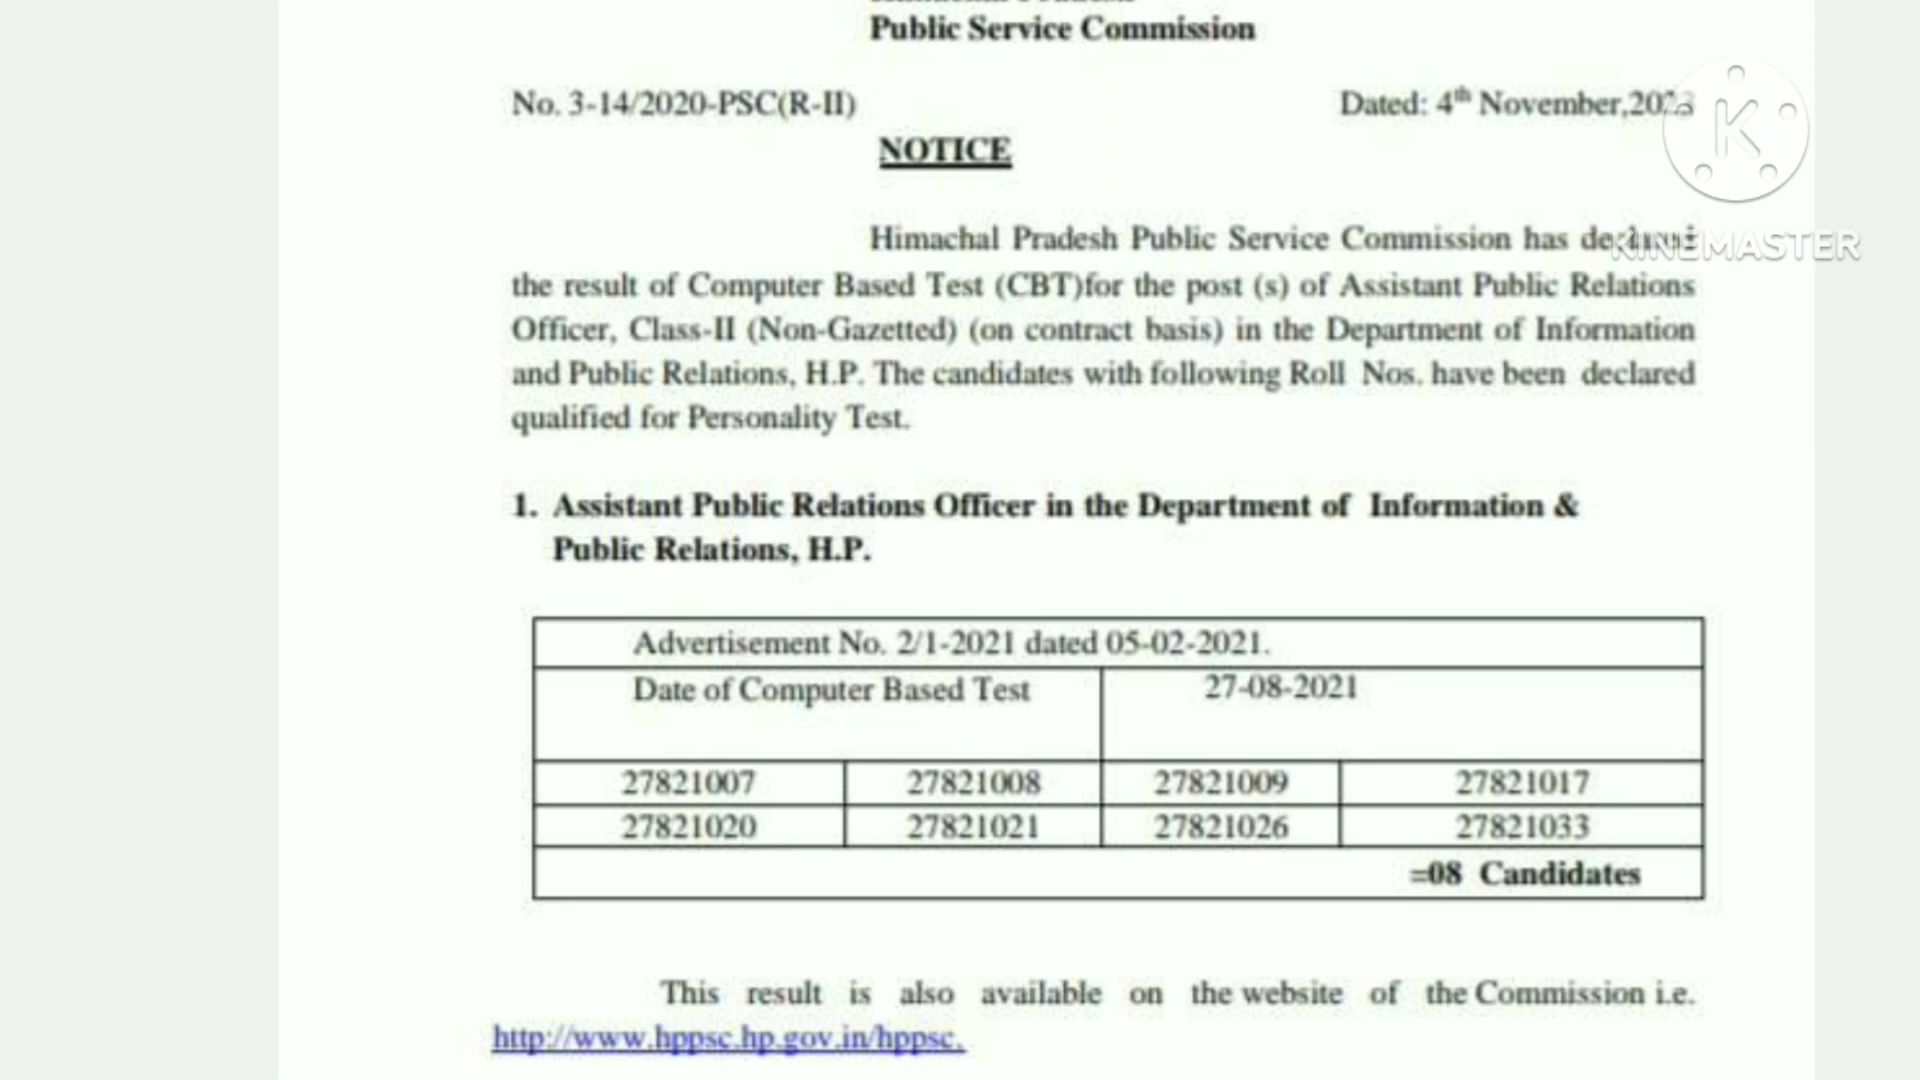 Public Service Commission
No. 3-14/2020-PSC(R-II) Dated: 4th November,
NOTICE
Himachal Pradesh Public Service Commission has declared
KINEMASTER
the result of Computer Based Test (CBT)for the post (s) of Assistant Public Relations
Officer, Class-II (Non-Gazetted) (on contract basis) in the Department of Information
and Public Relations, H.P. The candidates with following Roll Nos. have been declared
qualified for Personality Test.
1. Assistant Public Relations Officer in the Department of Information &
Public Relations, H.P.
Advertisement No. 2/1-2021 dated 05-02-2021.
Date of Computer Based Test 27-08-2021
27821007 27821008 27821009 27821017
27821020 27821021 27821026 27821033
=08 Candidates
This result is also available on the website of the Commission i.e.
http://www.hppsc.hp.gov.in/hppsc.